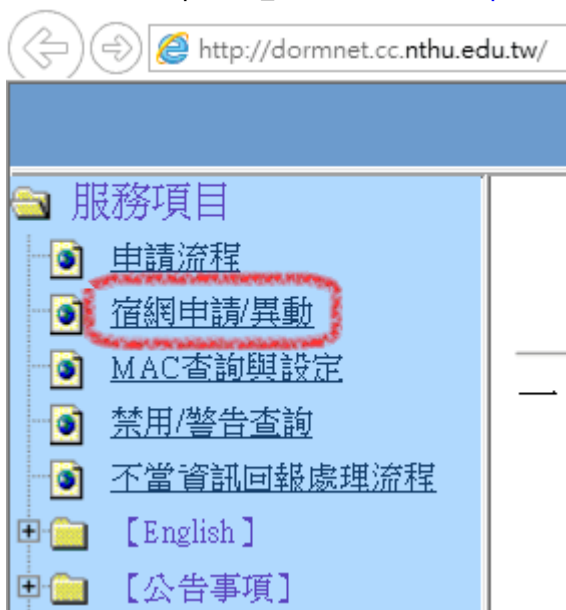 http://dormnet.cc.nthu.edu.tw/
服務項目
申請流程
宿網申請/異動
MAC查詢與設定
一
禁用/警告查詢
不當資訊回報處理流程
【English】
【公告事項】